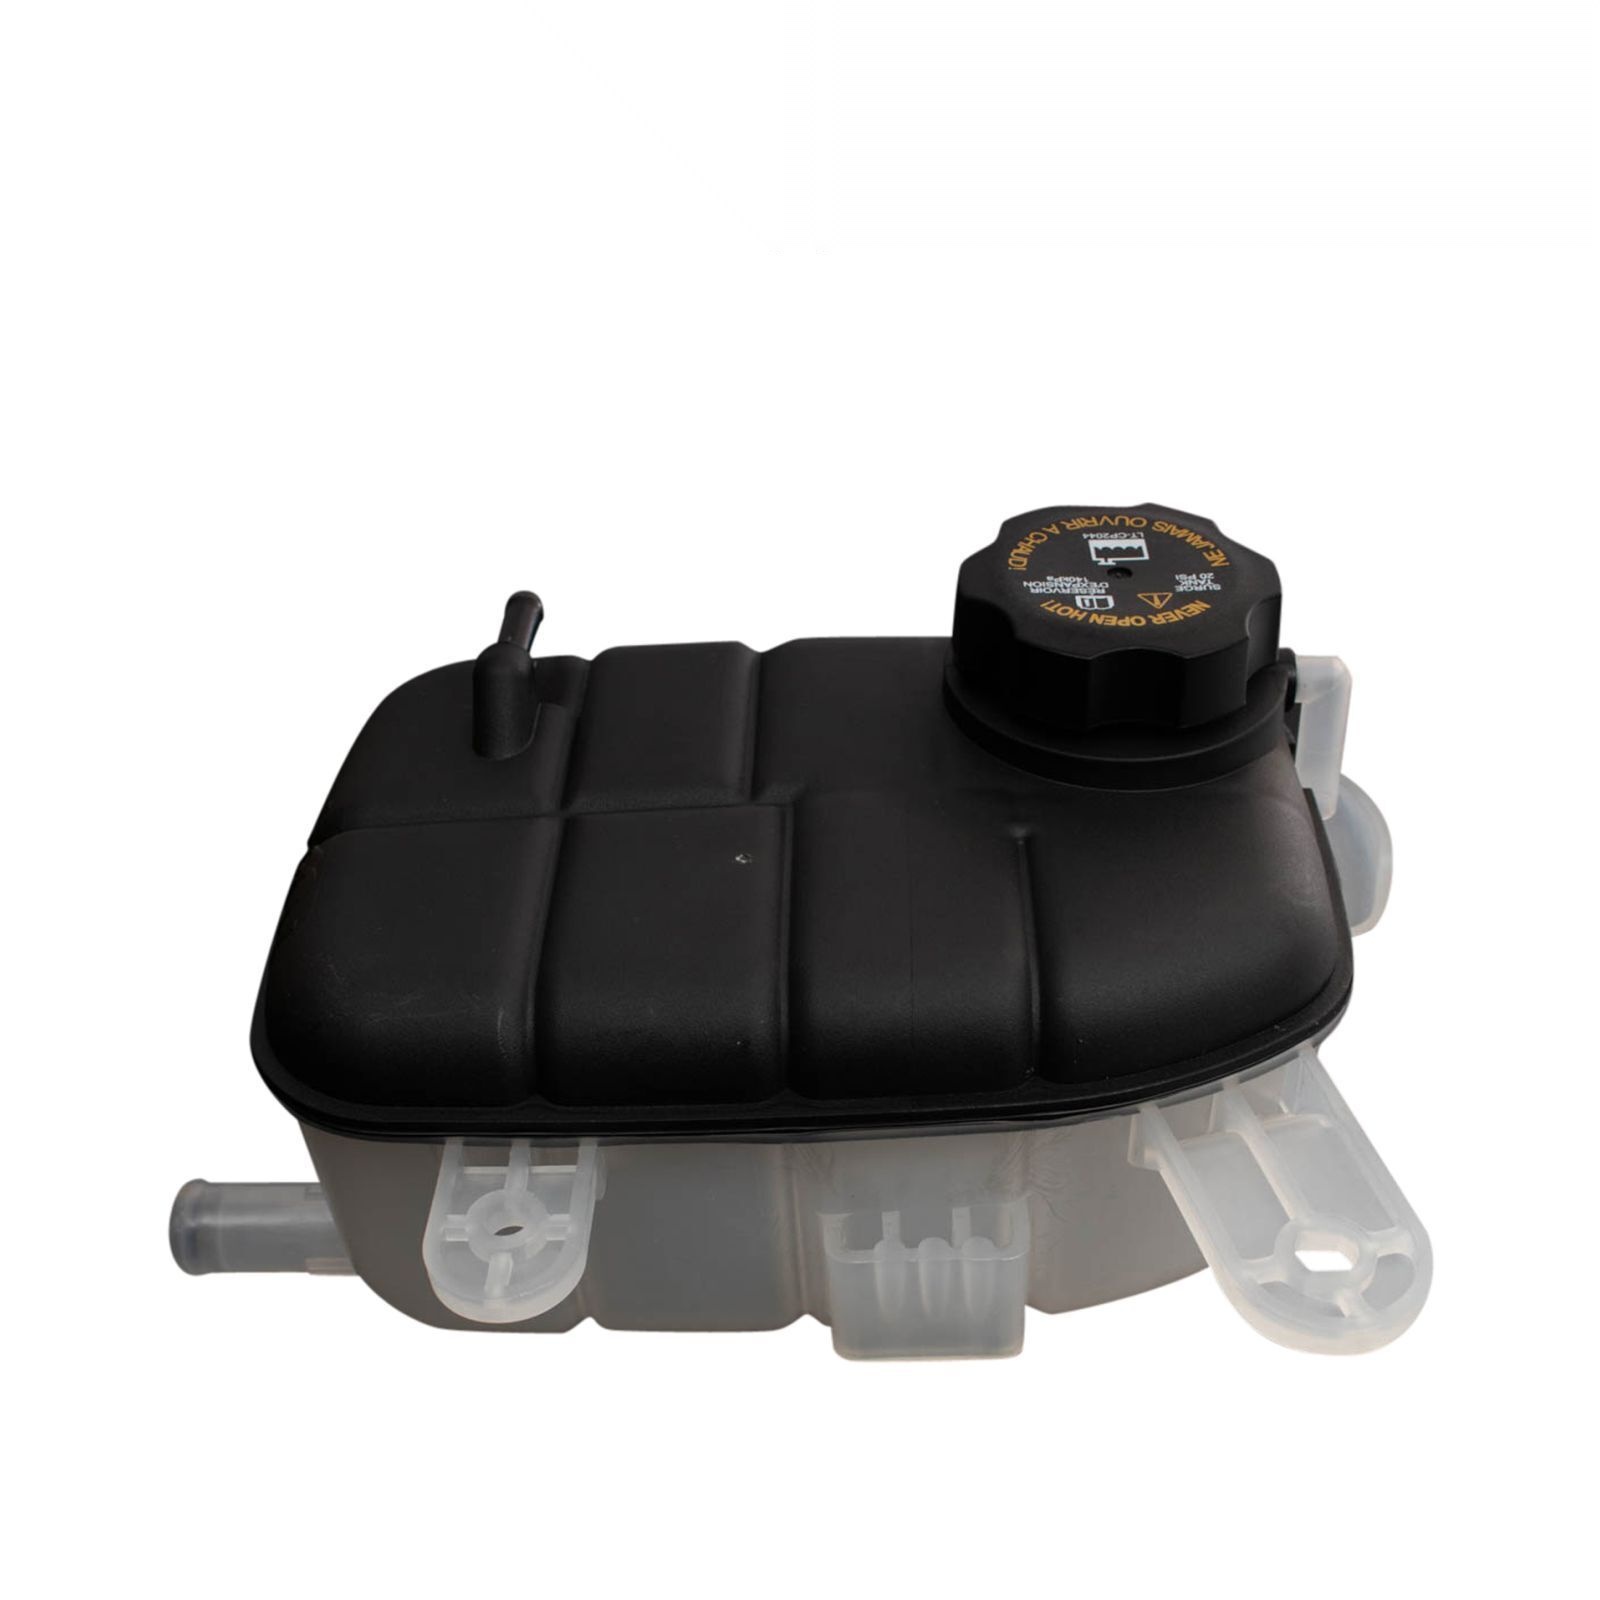 NEVER OPEN HOT!
SURGE
TANK
20 PSI
RÉSERVOIR
D'EXPANSION
140kPa
LT-CP2044
NE JAMAIS OUVRIR À CHAUD!